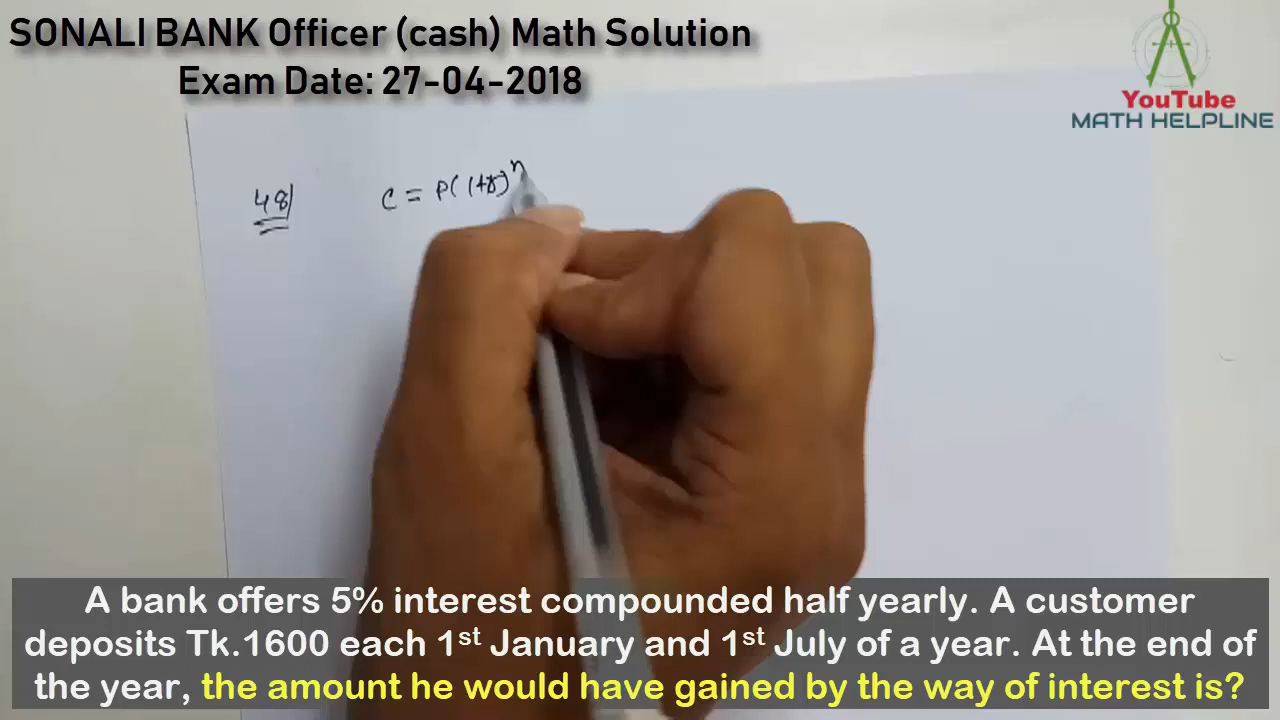 SONALI BANK Officer (cash) Math Solution
Exam Date: 27-04-2018
YouTube
MATH HELPLINE
48/
C = P(1+r)^n
A bank offers 5% interest compounded half yearly. A customer
deposits Tk.1600 each 1st January and 1st July of a year. At the end of
the year, the amount he would have gained by the way of interest is?